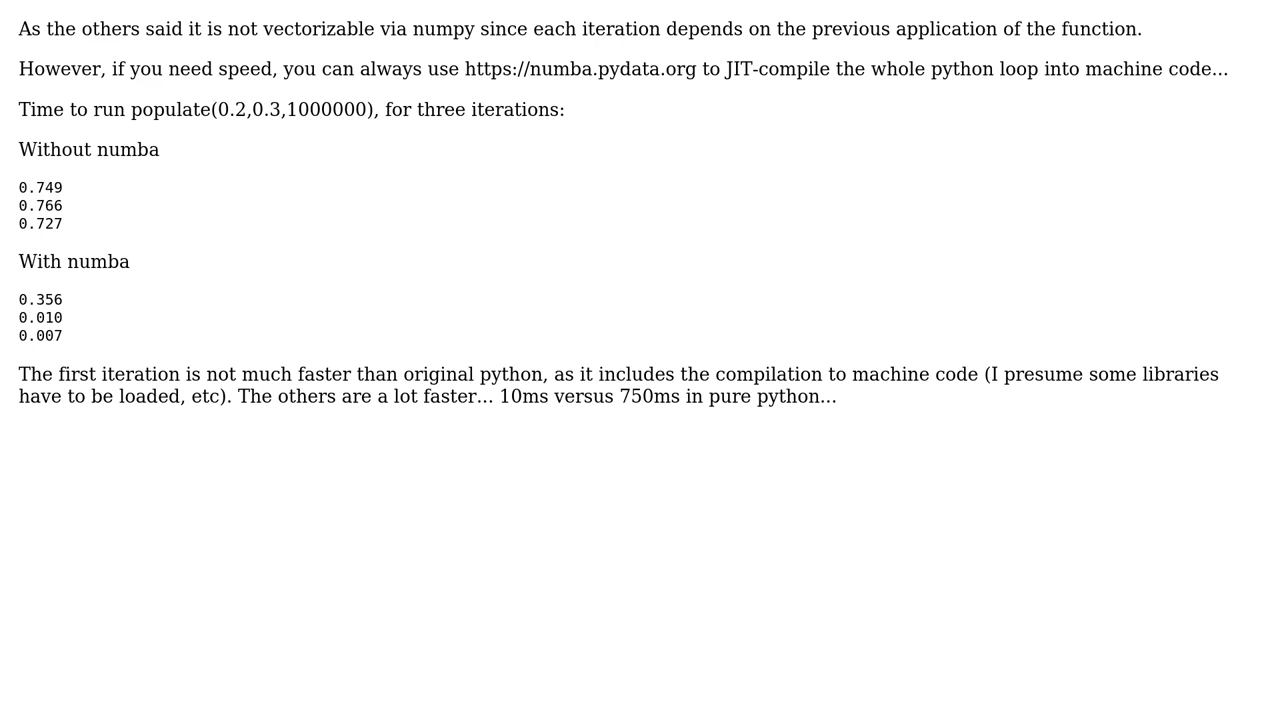 As the others said it is not vectorizable via numpy since each iteration depends on the previous application of the function.
However, if you need speed, you can always use https://numba.pydata.org to JIT-compile the whole python loop into machine code...
Time to run populate(0.2,0.3,1000000), for three iterations:
Without numba
0.749
0.766
0.727
With numba
0.356
0.010
0.007
The first iteration is not much faster than original python, as it includes the compilation to machine code (I presume some libraries
have to be loaded, etc). The others are a lot faster... 10ms versus 750ms in pure python...